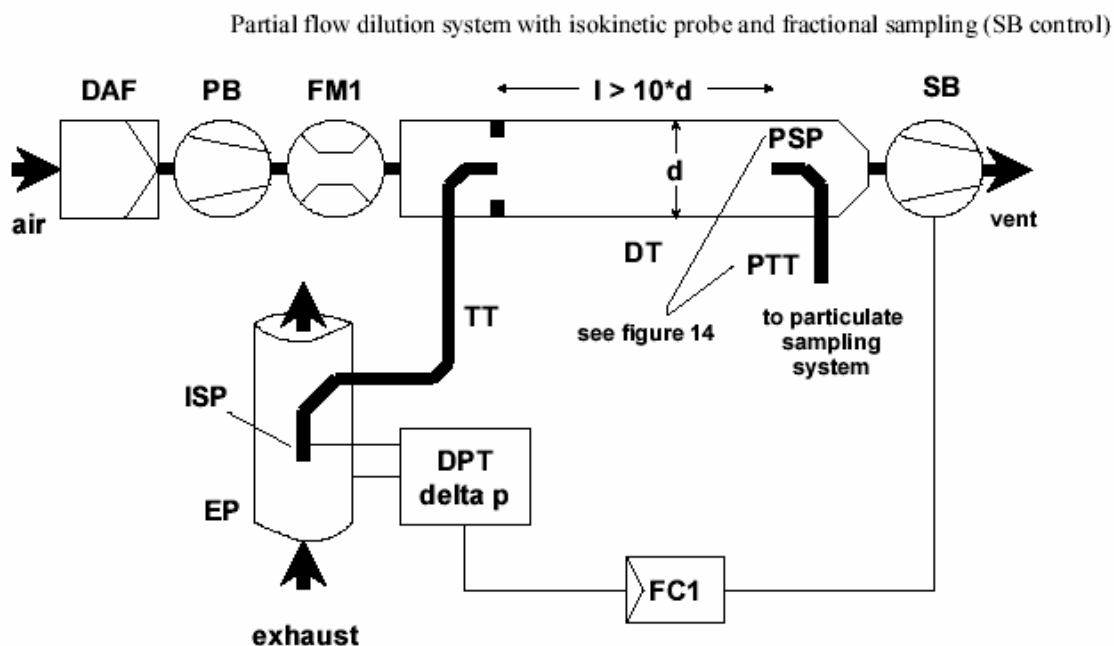 Partial flow dilution system with isokinetic probe and fractional sampling (SB control)
DAF
PB
FM1
l > 10*d
SB
PSP
d
air
vent
DT
PTT
TT
see figure 14
to particulate
sampling
system
ISP
DPT
delta p
EP
FC1
exhaust